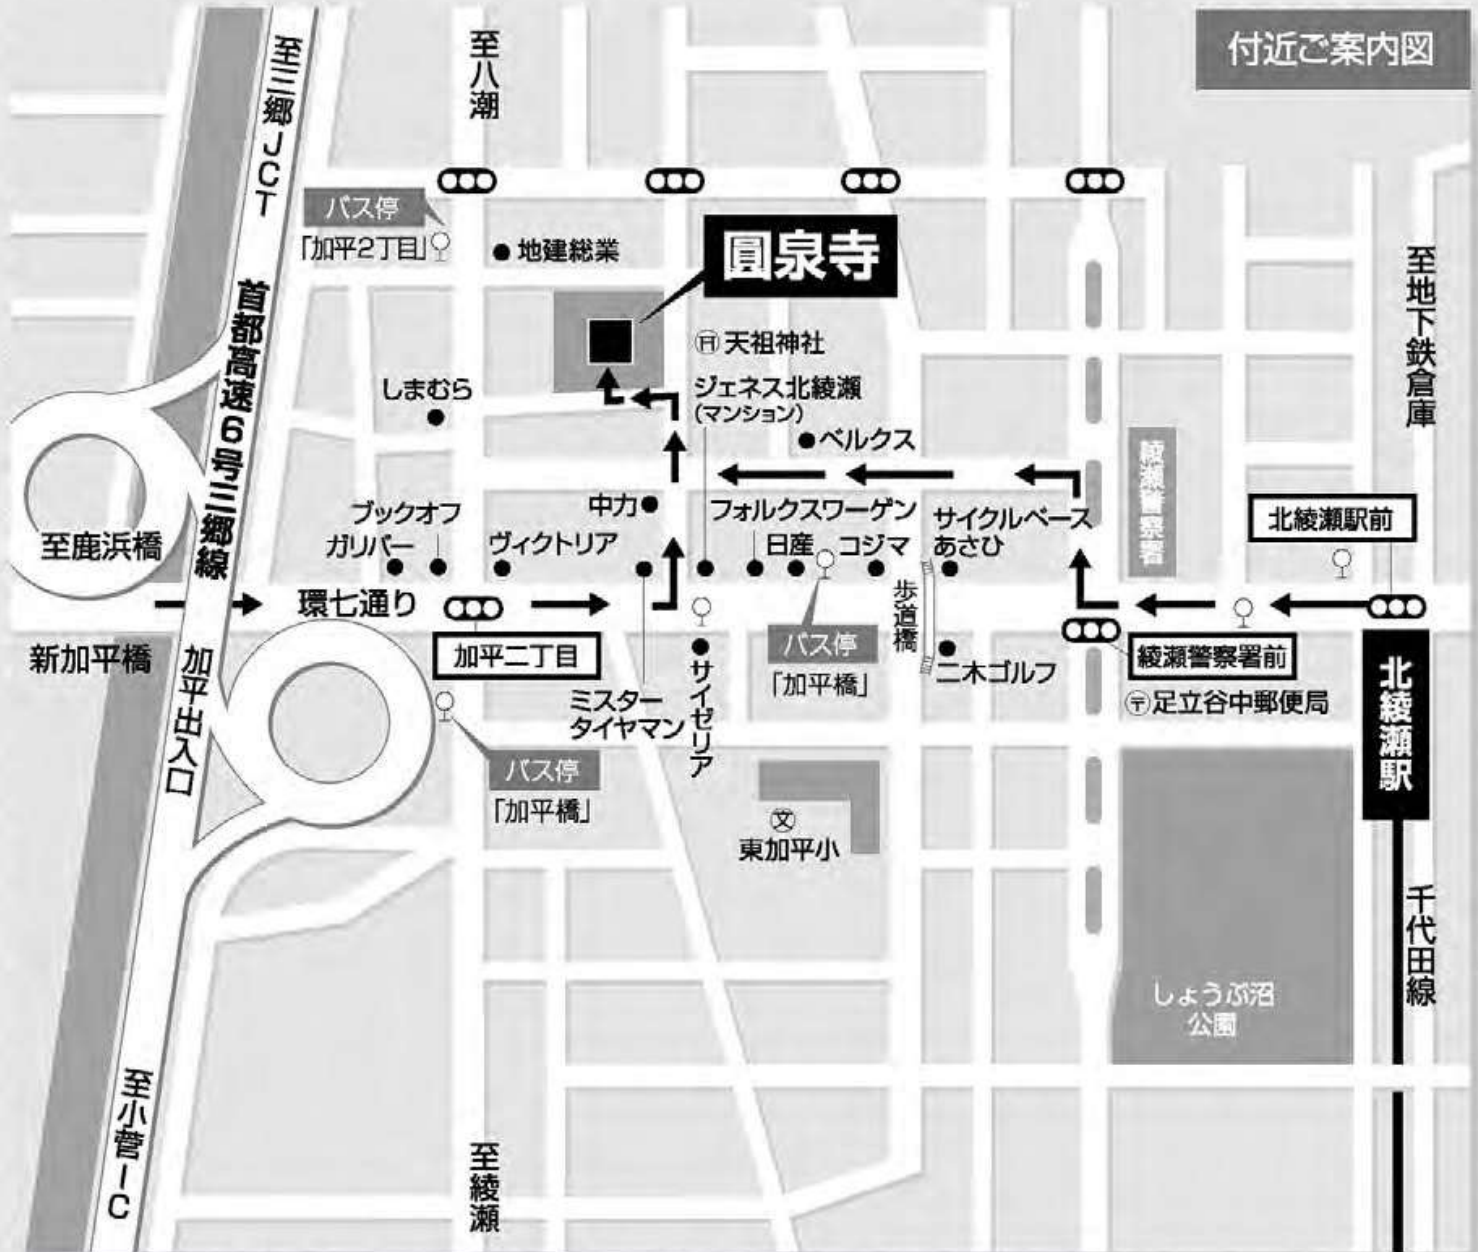 付近ご案内図
至三郷JCT
至八潮
バス停
「加平2丁目」
地建総業
圓泉寺
天祖神社
首都高速6号三郷線
至地下鉄倉庫
しまむら
ジェネス北綾瀬
(マンション)
ベルクス
綾瀬警察署
北綾瀬駅前
中力
ブックオフ
ガリバー
ヴィクトリア
フォルクスワーゲン
日産
コジマ
サイクルベース
あさひ
至鹿浜橋
環七通り
歩道橋
新加平橋
加平出入口
加平二丁目
バス停
「加平橋」
二木ゴルフ
綾瀬警察署前
〒足立谷中郵便局
北綾瀬駅
ミスター
タイヤマン
サイゼリア
バス停
「加平橋」
文
東加平小
千代田線
しょうぶ沼
公園
至小菅IC
至綾瀬